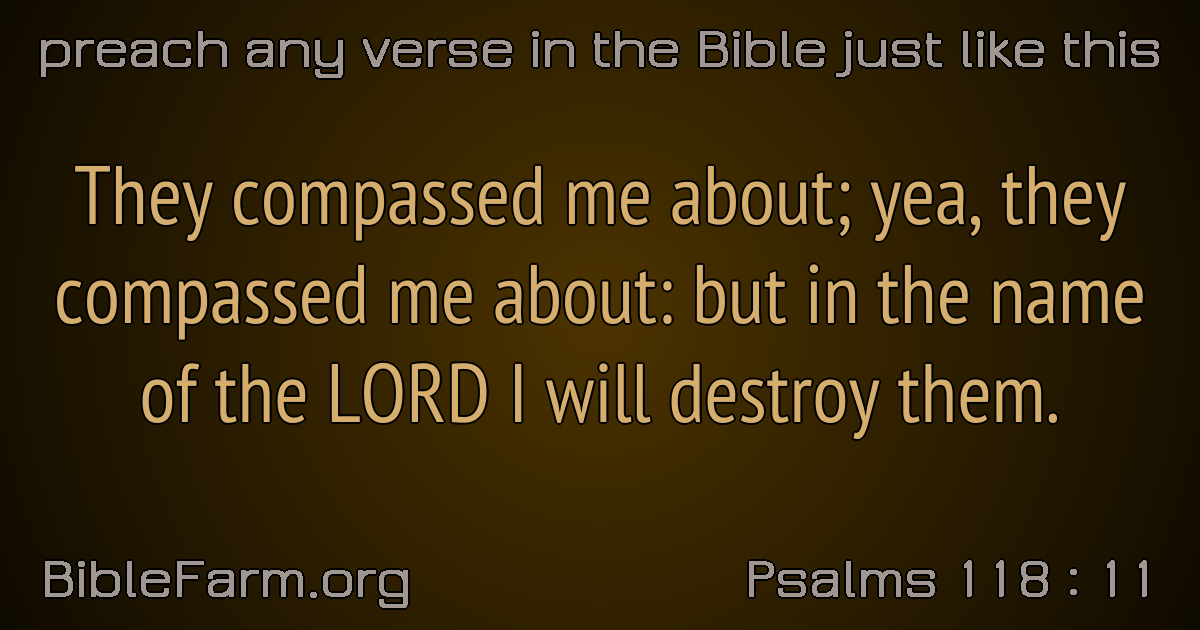 preach any verse in the Bible just like this
They compassed me about; yea, they
compassed me about: but in the name
of the LORD I will destroy them.
BibleFarm.org
Psalms 118 : 11